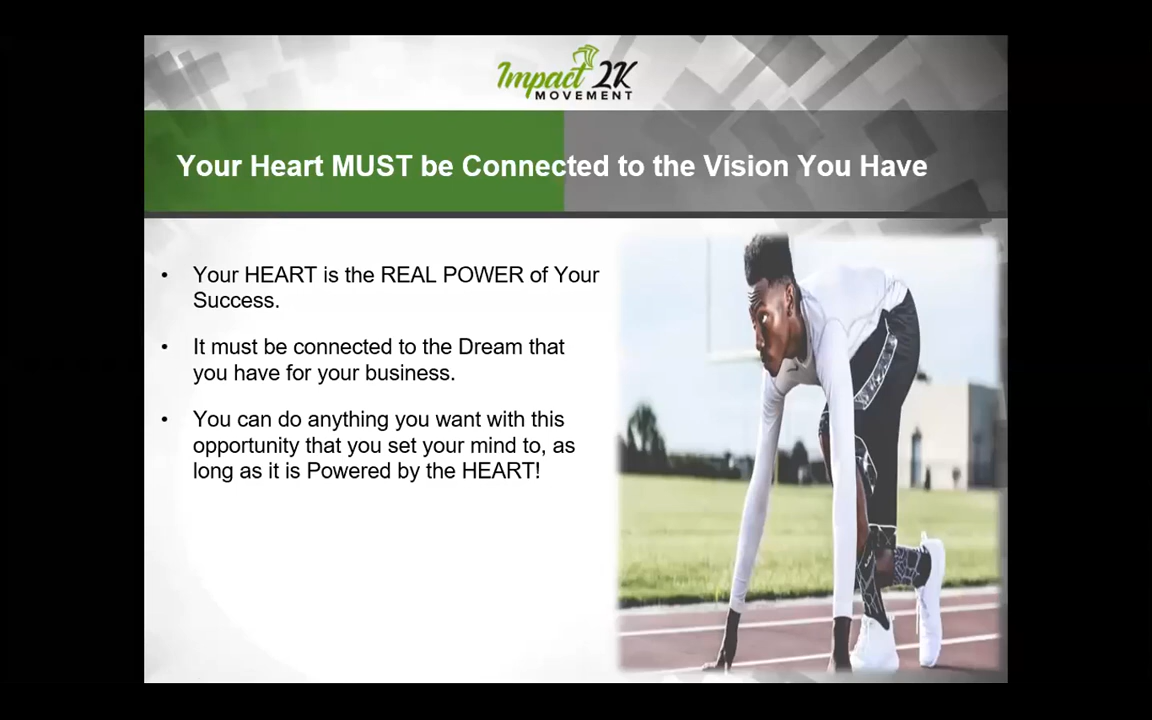 Impact 2K
MOVEMENT
Your Heart MUST be Connected to the Vision You Have
• Your HEART is the REAL POWER of Your
Success.
• It must be connected to the Dream that
you have for your business.
• You can do anything you want with this
opportunity that you set your mind to, as
long as it is Powered by the HEART!